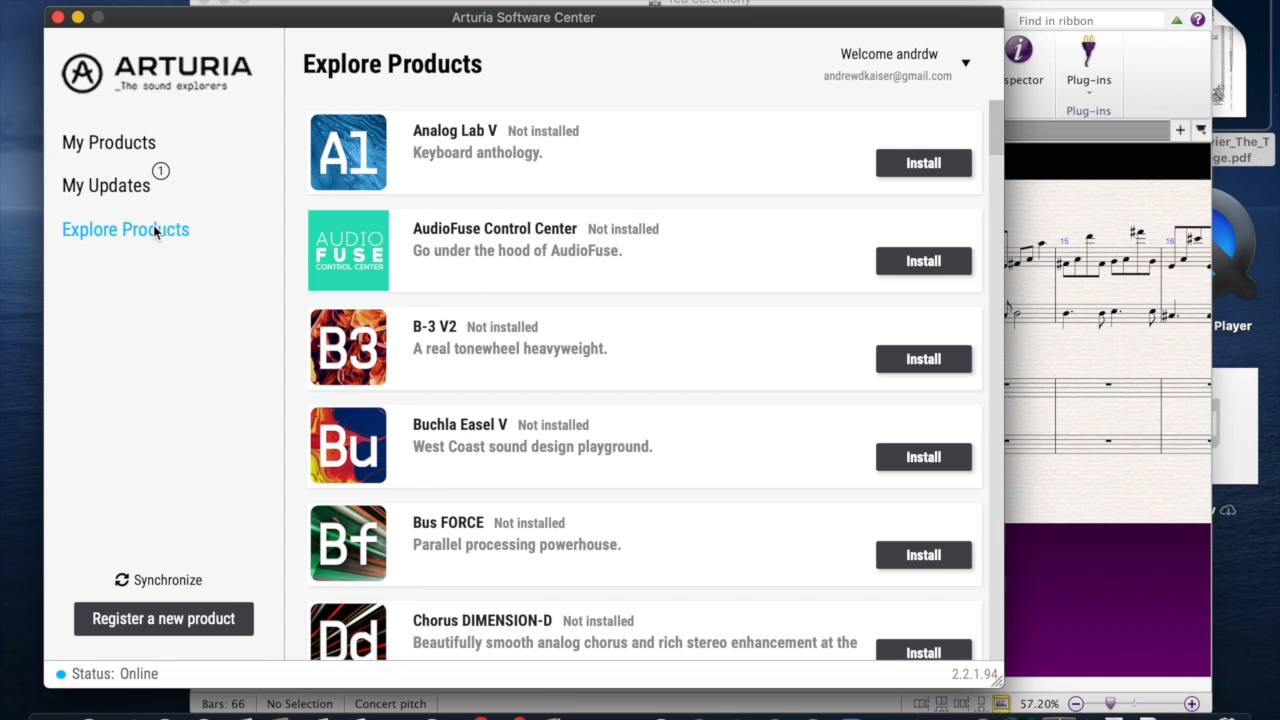 Arturia Software Center
ARTURIA
_The sound explorers
My Products
My Updates
1
Explore Products
Synchronize
Register a new product
Status: Online
Explore Products
Welcome andrdw
andrewdkaiser@gmail.com
Al
Analog Lab V Not installed
Keyboard anthology.
Install
AUDIO
FUSE
CONTROL CENTER
AudioFuse Control Center Not installed
Go under the hood of AudioFuse.
Install
B3
B-3 V2 Not installed
A real tonewheel heavyweight.
Install
Bu
Buchla Easel V Not installed
West Coast sound design playground.
Install
Bf
Bus FORCE Not installed
Parallel processing powerhouse.
Install
Dd
Chorus DIMENSION-D Not installed
Beautifully smooth analog chorus and rich stereo enhancement at the
Install
2.2.1.94
Find in ribbon
spector
Plug-ins
Plug-ins
15
16
vier_The_T
ge.pdf
Player
Bars: 66 No Selection Concert pitch
57.20%